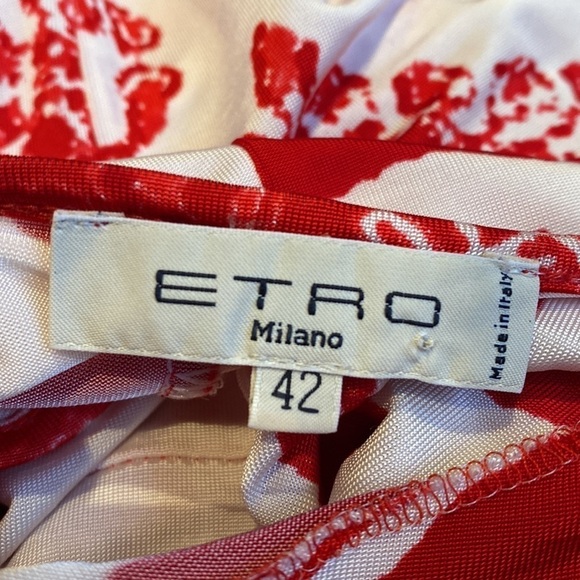 ETRO
Milano
Made in Italy
42